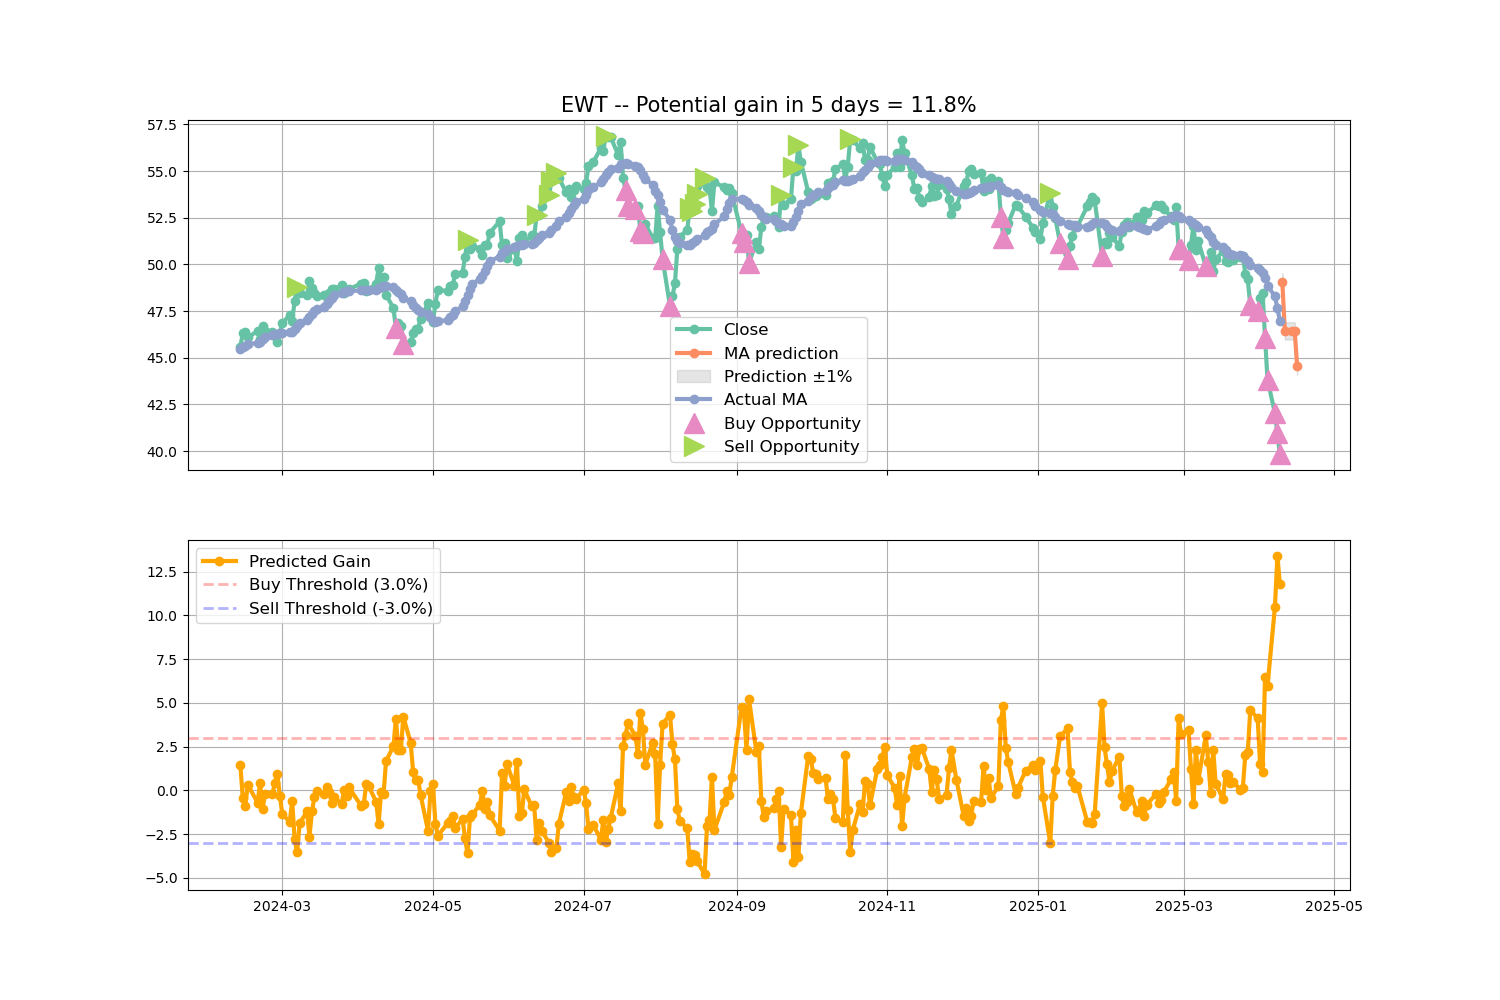 EWT -- Potential gain in 5 days = 11.8%
57.5
55.0
52.5
50.0
47.5
45.0
42.5
40.0
Close
MA prediction
Prediction ±1%
Actual MA
Buy Opportunity
Sell Opportunity
12.5
10.0
7.5
5.0
2.5
0.0
−2.5
−5.0
Predicted Gain
Buy Threshold (3.0%)
Sell Threshold (-3.0%)
2024-03
2024-05
2024-07
2024-09
2024-11
2025-01
2025-03
2025-05